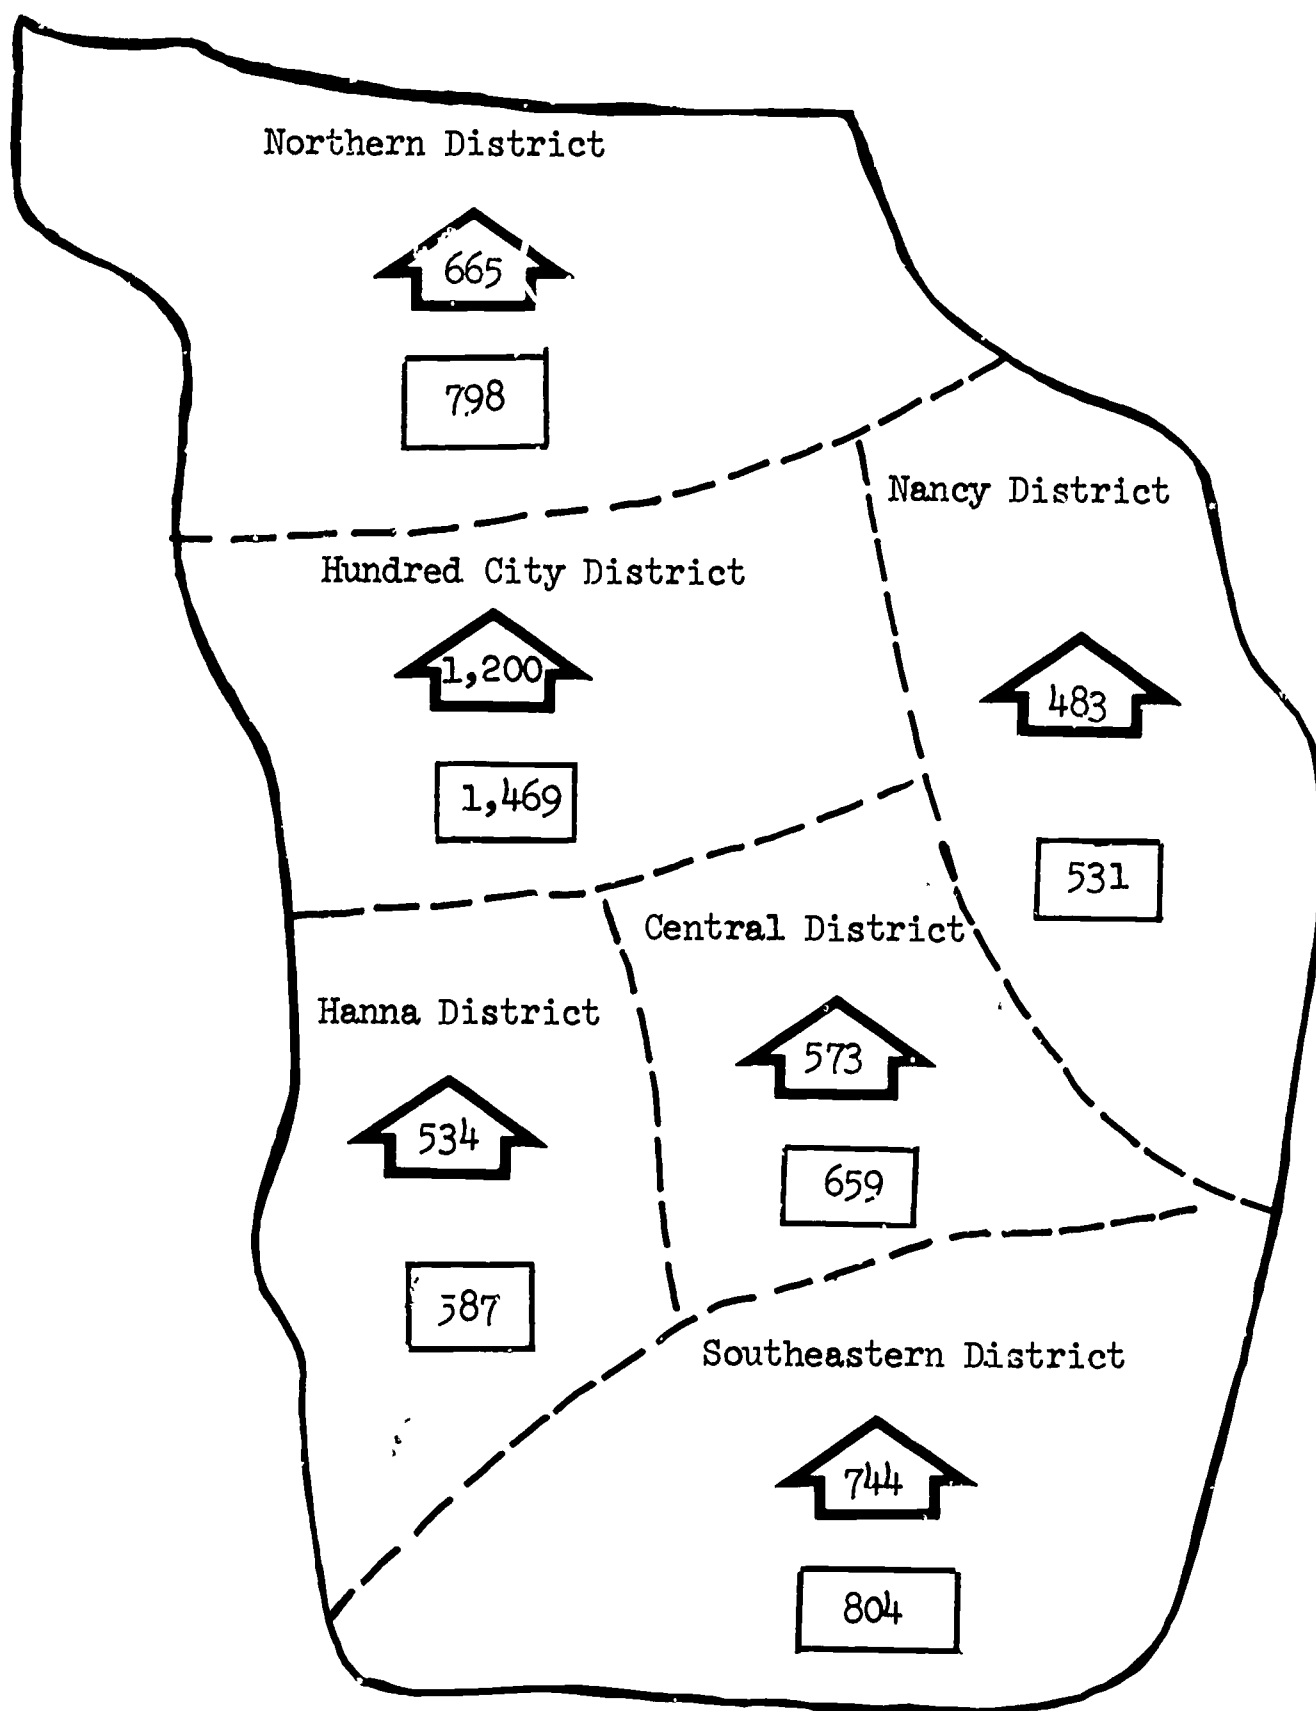 Northern District
665
798
Nancy District
Hundred City District
1,200
483
1,469
531
Central District
Hanna District
573
534
659
587
Southeastern District
744
804